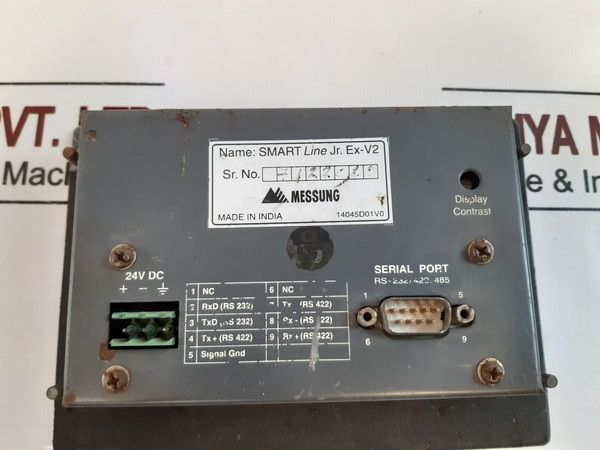 PVT. LTD
Mach
IYA M
e & In
Name: SMART Line Jr. Ex-V2
Sr. No.
MESSUNG
MADE IN INDIA 14045D01V0
Display
Contrast
24V DC
+ -
SERIAL PORT
RS-232/422/485
1 NC 6 NC
2 RxD (RS 232) 7 Tx- (RS 422)
3 TxD (RS 232) 8 Rx - (RS 422)
4 Tx+ (RS 422) 9 Rx + (RS 422)
5 Signal Gnd
1 5
6 9